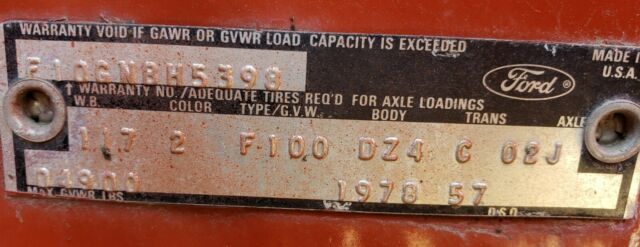 WARRANTY VOID IF GAWR OR GVWR LOAD CAPACITY IS EXCEEDED
F10GNBH5398 Ford MADE IN
U.S.A.
↑ WARRANTY NO./ADEQUATE TIRES REQ'D FOR AXLE LOADINGS
W.B. COLOR TYPE/G.V.W. BODY TRANS AXLE
117 2 F100 DZ4 C 02J
04900 1978 57
MAX. GVWR LBS D.S.O.